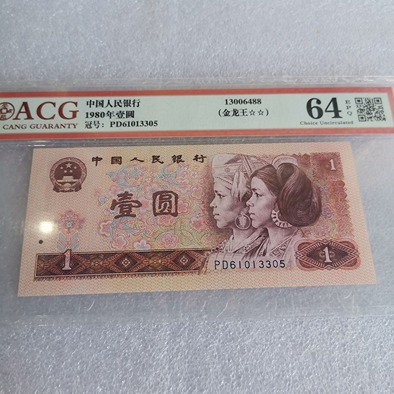 ACG
CANG GUARANTY
中国人民银行
1980年壹圆
冠号: PD61013305
13006488
(金龙王☆☆)
64 EPQ
Choice Uncirculated
中国人民银行
1
壹圆
PD61013305
1
1